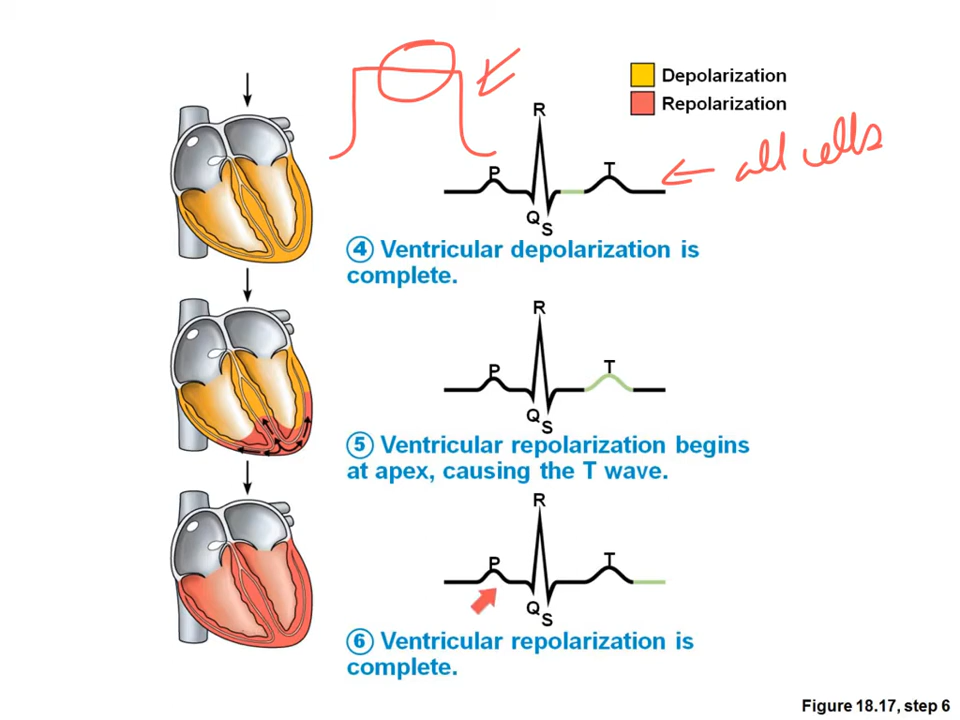 Depolarization
Repolarization
all cells
R
P
T
Q
S
④ Ventricular depolarization is
complete.
R
P
T
Q
S
⑤ Ventricular repolarization begins
at apex, causing the T wave.
R
P
T
Q
S
⑥ Ventricular repolarization is
complete.
Figure 18.17, step 6